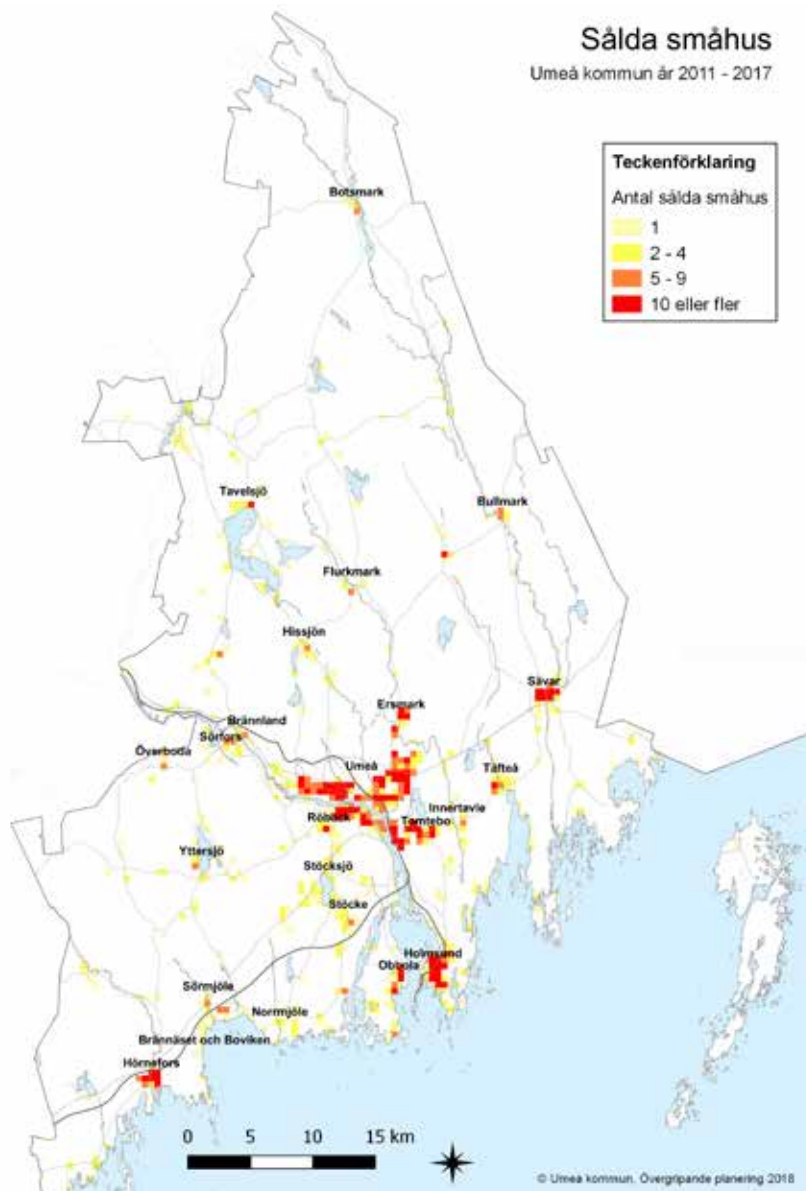 Sålda småhus
Umeå kommun år 2011 - 2017
Teckenförklaring
Antal sålda småhus
1
2 - 4
5 - 9
10 eller fler
Botsmark
Tavelsjö
Bullmark
Flurkmark
Hissjön
Sävar
Ersmark
Brännland
Sörfors
Överboda
Umeå
Täfteå
Innertavle
Röbäck
Tomtebo
Yttersjö
Stöcksjö
Stöcke
Holmsund
Obbola
Sörmjöle
Norrmjöle
Brännäset och Boviken
Hörnefors
0 5 10 15 km
© Umeå kommun. Övergripande planering 2018